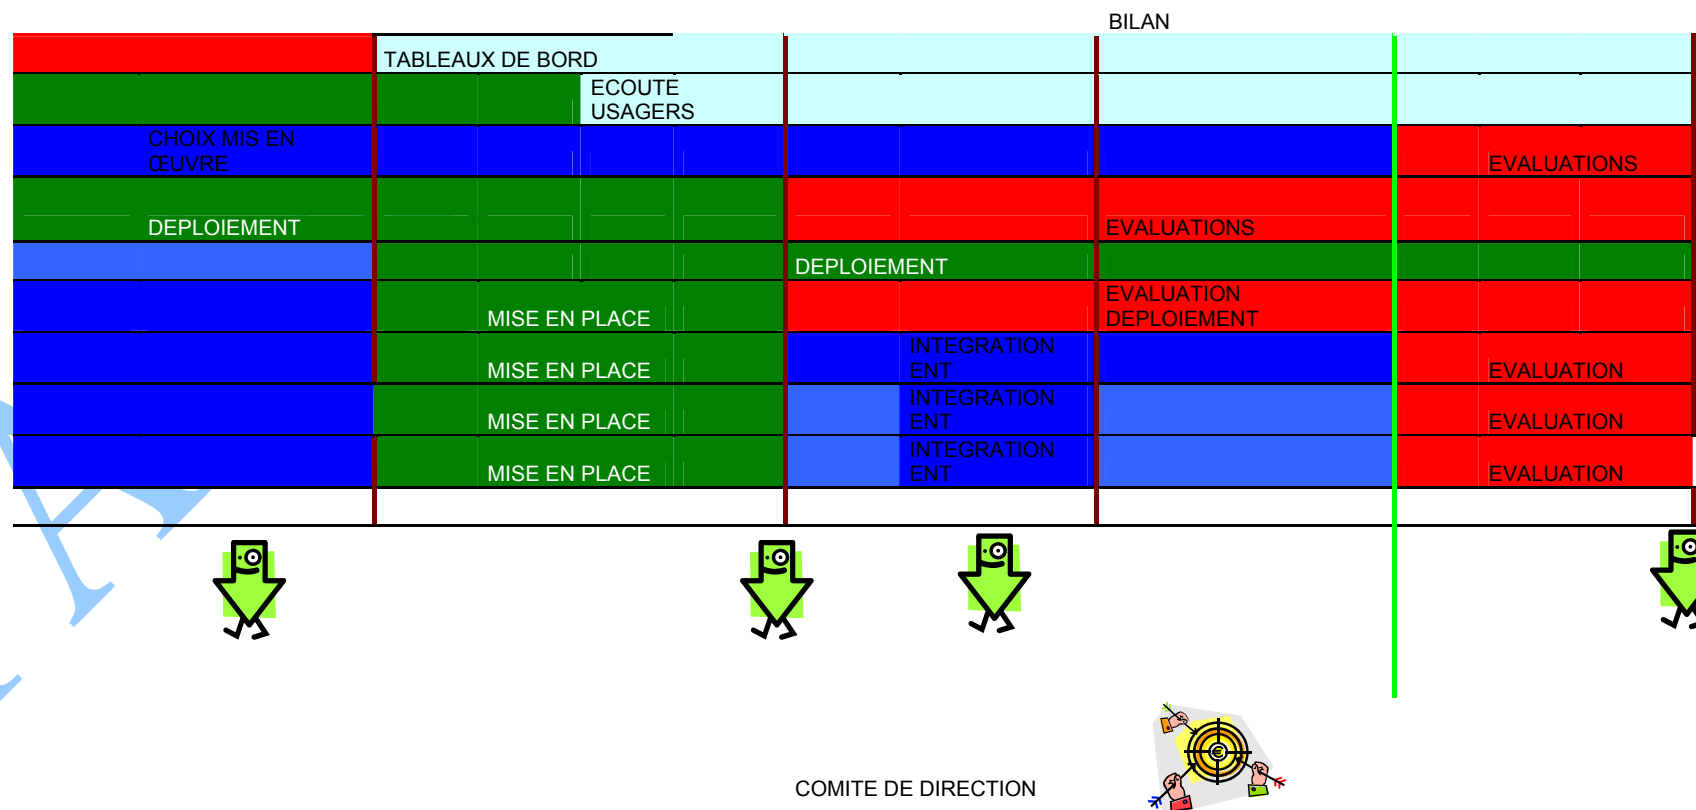 BILAN
TABLEAUX DE BORD
ECOUTE
USAGERS
CHOIX MIS EN
ŒUVRE
EVALUATIONS
DEPLOIEMENT
EVALUATIONS
DEPLOIEMENT
MISE EN PLACE
EVALUATION
DEPLOIEMENT
MISE EN PLACE
INTEGRATION
ENT
EVALUATION
MISE EN PLACE
INTEGRATION
ENT
EVALUATION
MISE EN PLACE
INTEGRATION
ENT
EVALUATION
€
COMITE DE DIRECTION